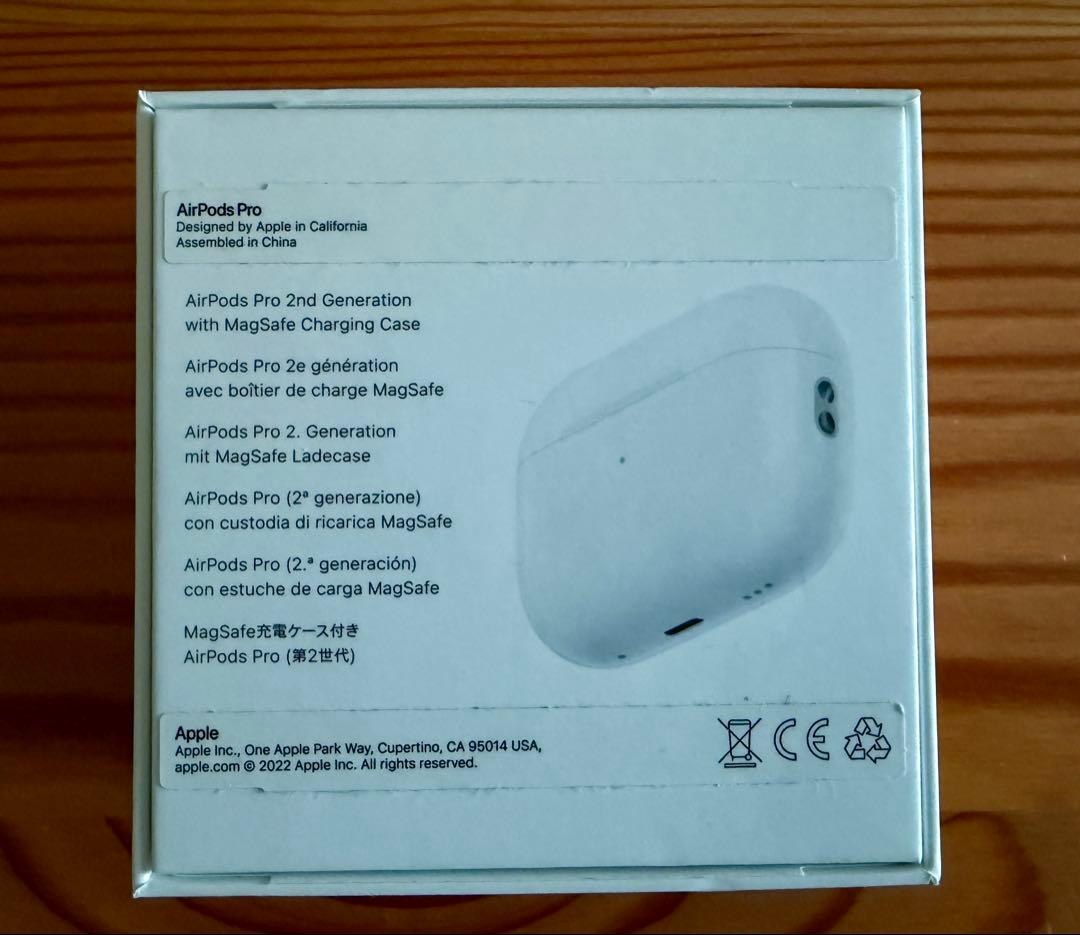 AirPods Pro
Designed by Apple in California
Assembled in China
AirPods Pro 2nd Generation
with MagSafe Charging Case
AirPods Pro 2e génération
avec boîtier de charge MagSafe
AirPods Pro 2. Generation
mit MagSafe Ladecase
AirPods Pro (2ª generazione)
con custodia di ricarica MagSafe
AirPods Pro (2.ª generación)
con estuche de carga MagSafe
MagSafe充電ケース付き
AirPods Pro (第2世代)
Apple
Apple Inc., One Apple Park Way, Cupertino, CA 95014 USA,
apple.com © 2022 Apple Inc. All rights reserved.
CE